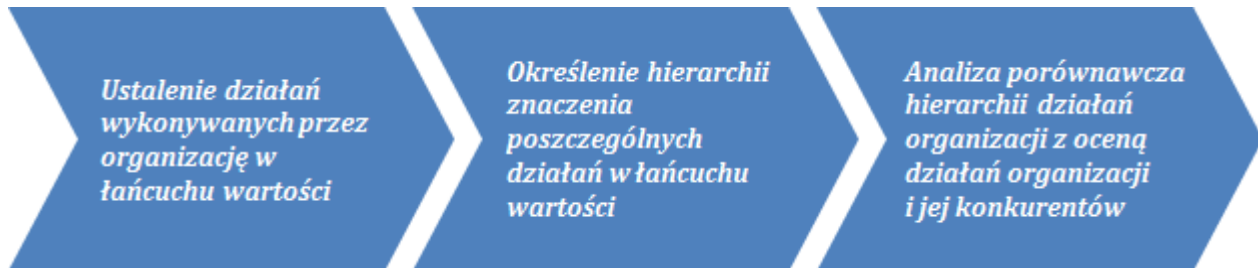 Ustalenie działań
wykonywanych przez
organizację w
łańcuchu wartości
Określenie hierarchii
znaczenia
poszczególnych
działań w łańcuchu
wartości
Analiza porównawcza
hierarchii działań
organizacji z oceną
działań organizacji
i jej konkurentów